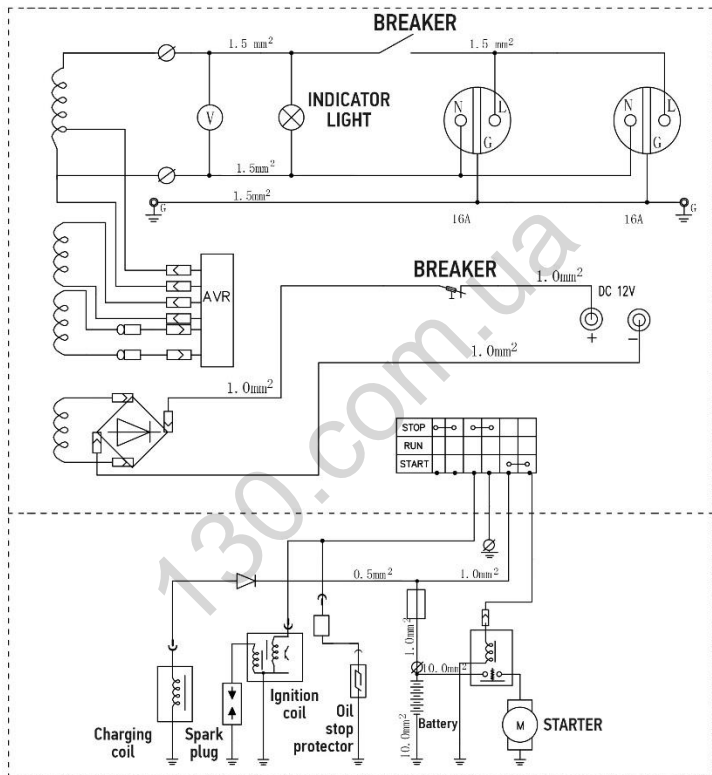 BREAKER
1.5 mm²
1.5 mm²
V
INDICATOR
LIGHT
N
L
G
N
L
G
1.5mm²
1.5mm²
G
16A
16A
G
AVR
BREAKER
1.0mm²
DC 12V
+
-
1.0mm²
1.0mm²
STOP
RUN
START
130.com.ua
0.5mm²
1.0mm²
1.0mm²
10.0mm²
10.0mm²
Charging
coil
Spark
plug
Ignition
coil
Oil
stop
protector
Battery
M
STARTER